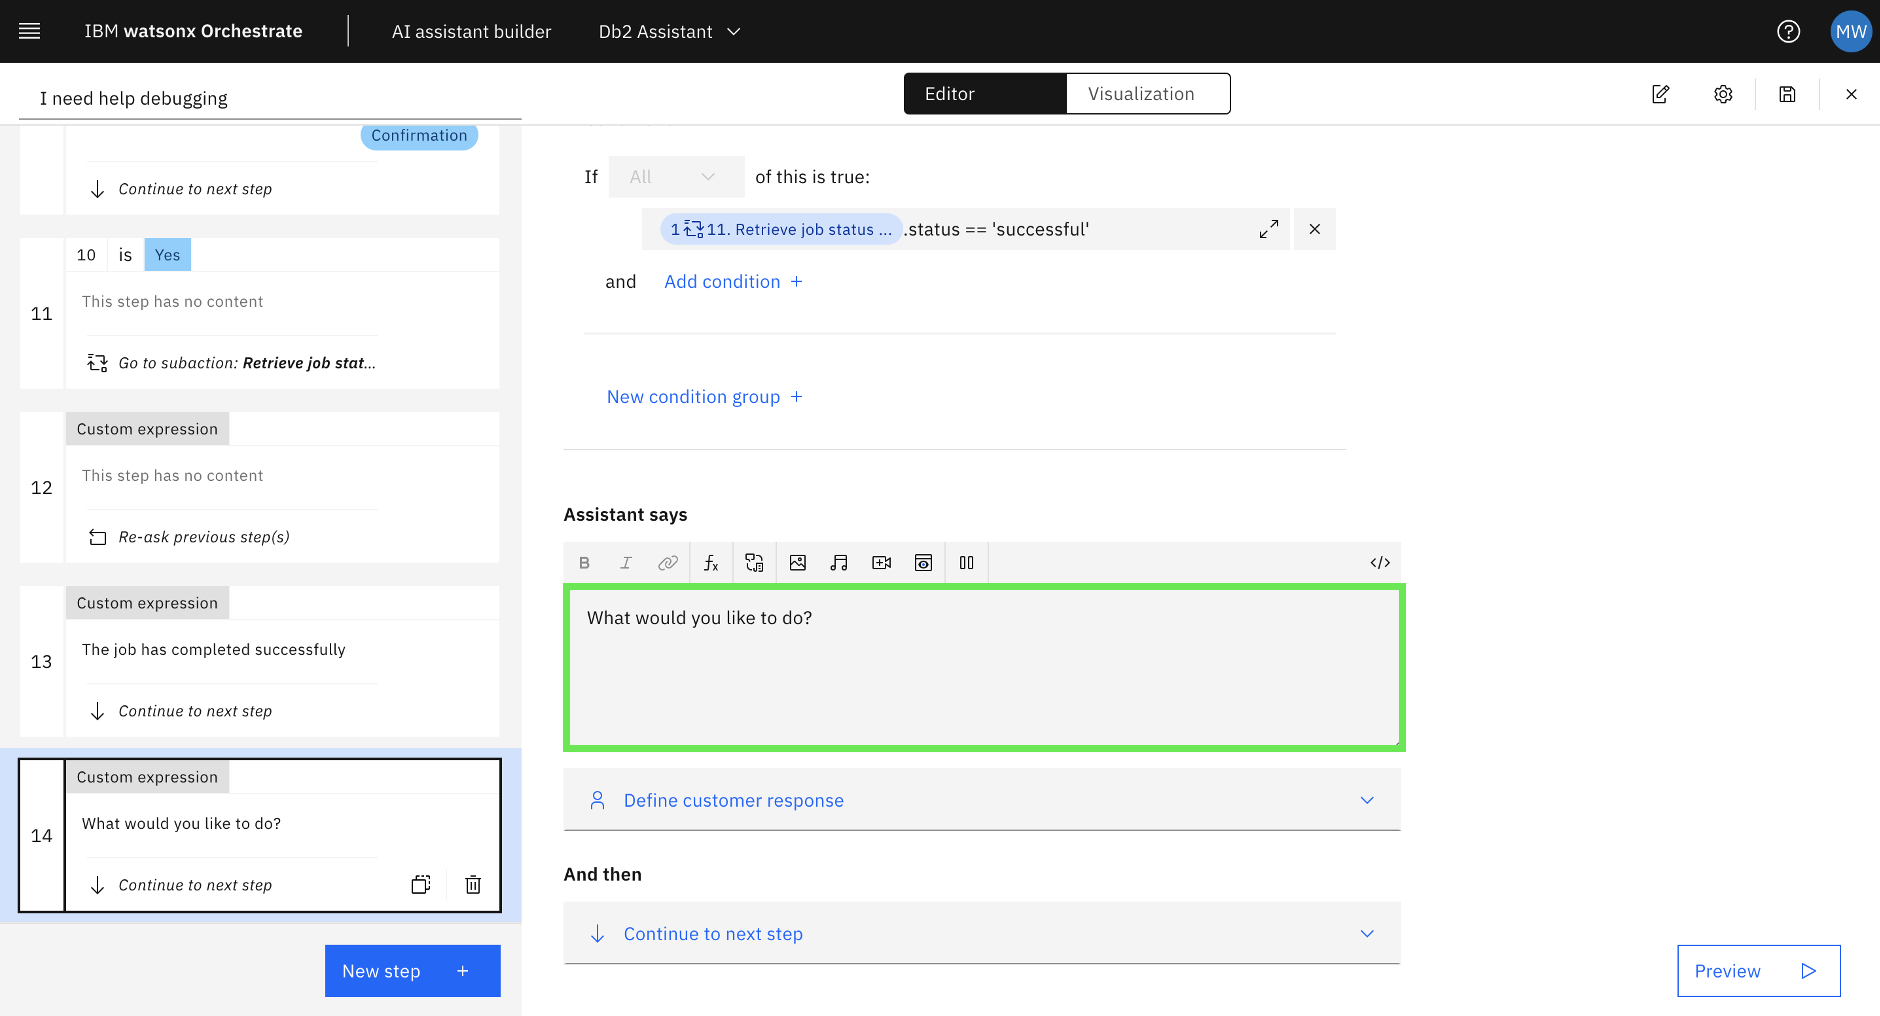 IBM watsonx Orchestrate
AI assistant builder
Db2 Assistant
MW
I need help debugging
Editor
Visualization
Confirmation
Continue to next step
10 is Yes
11
This step has no content
Go to subaction: Retrieve job stat...
Custom expression
12
This step has no content
Re-ask previous step(s)
Custom expression
13
The job has completed successfully
Continue to next step
Custom expression
14
What would you like to do?
Continue to next step
New step +
If All of this is true:
1 11. Retrieve job status ... .status == 'successful'
and Add condition +
New condition group +
Assistant says
B I fx </>
What would you like to do?
Define customer response
And then
Continue to next step
Preview